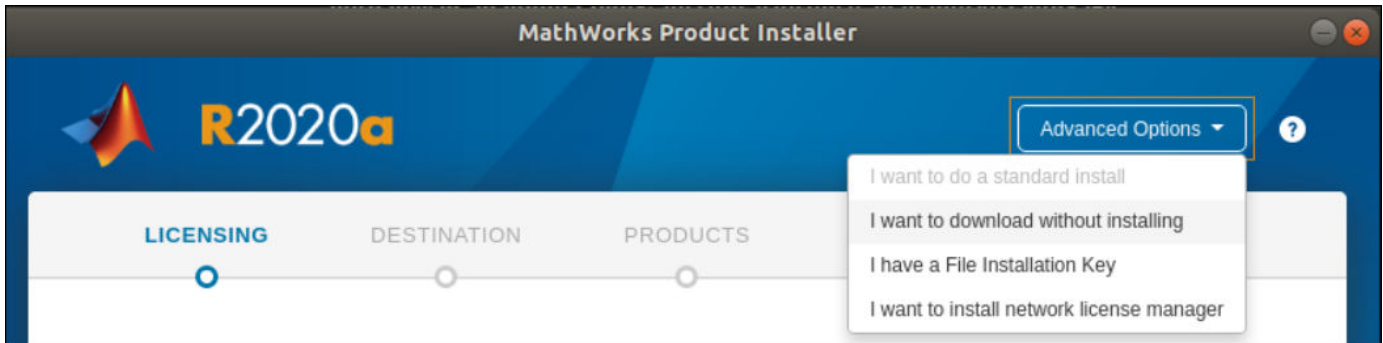 MathWorks Product Installer
R2020a
Advanced Options
?
I want to do a standard install
I want to download without installing
I have a File Installation Key
I want to install network license manager
LICENSING
DESTINATION
PRODUCTS